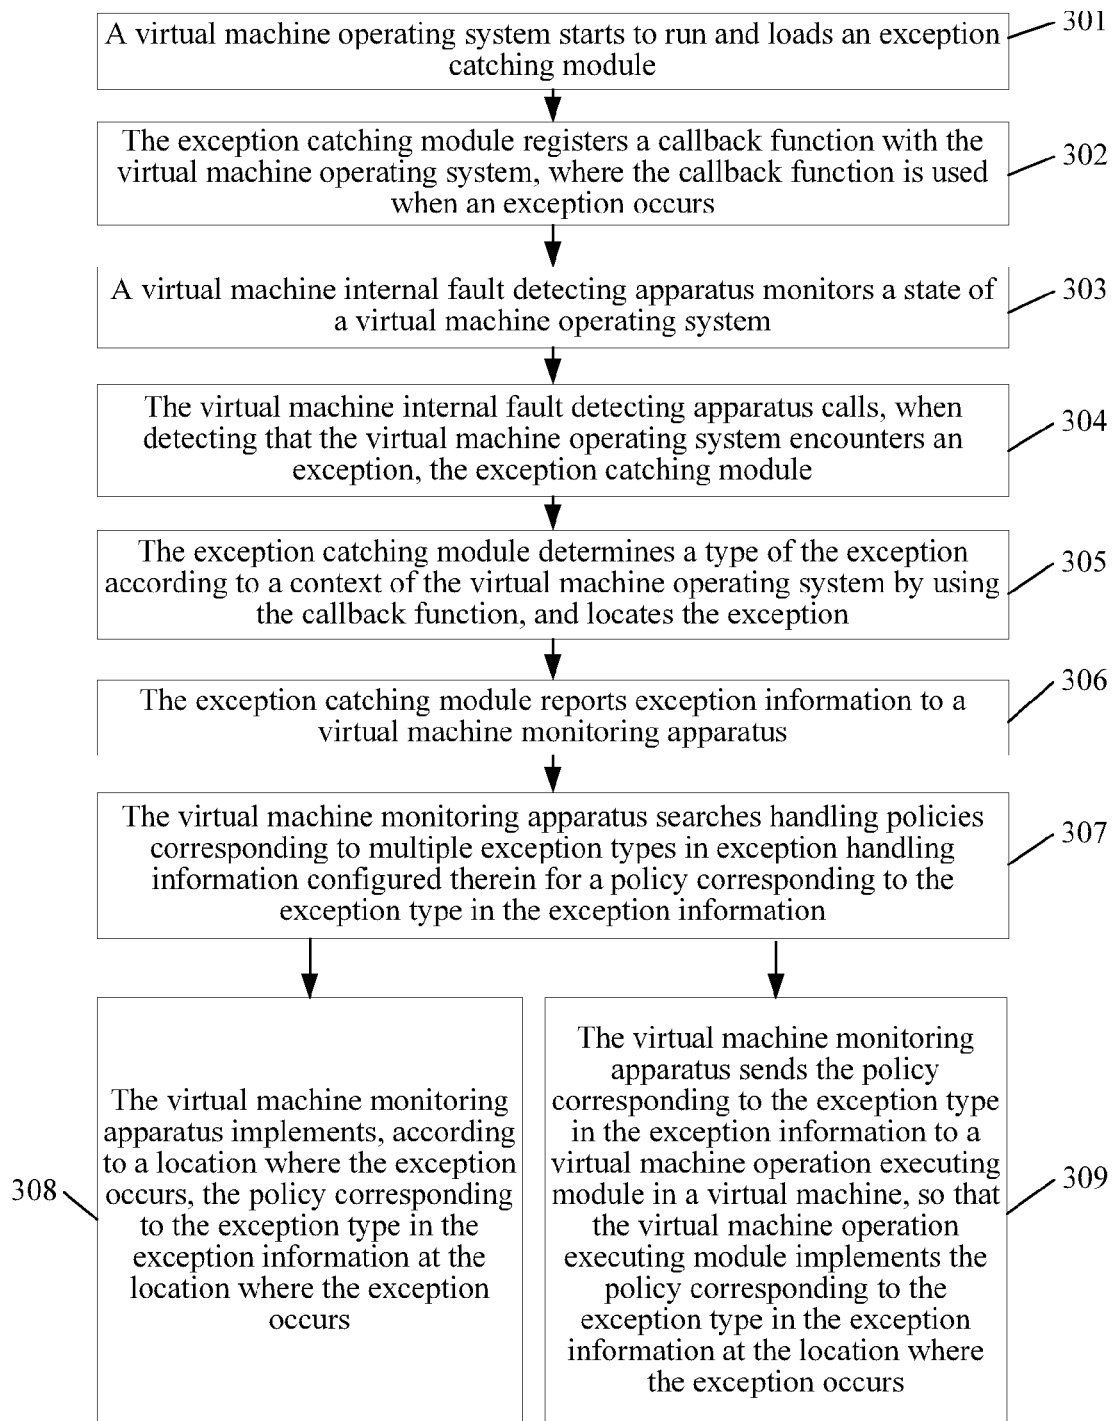 A virtual machine operating system starts to run and loads an exception
catching module
301
The exception catching module registers a callback function with the
virtual machine operating system, where the callback function is used
when an exception occurs
302
A virtual machine internal fault detecting apparatus monitors a state of
a virtual machine operating system
303
The virtual machine internal fault detecting apparatus calls, when
detecting that the virtual machine operating system encounters an
exception, the exception catching module
304
The exception catching module determines a type of the exception
according to a context of the virtual machine operating system by using
the callback function, and locates the exception
305
The exception catching module reports exception information to a
virtual machine monitoring apparatus
306
The virtual machine monitoring apparatus searches handling policies
corresponding to multiple exception types in exception handling
information configured therein for a policy corresponding to the
exception type in the exception information
307
The virtual machine monitoring
apparatus implements, according
to a location where the exception
occurs, the policy corresponding
to the exception type in the
exception information at the
location where the exception
occurs
308
The virtual machine monitoring
apparatus sends the policy
corresponding to the exception type
in the exception information to a
virtual machine operation executing
module in a virtual machine, so that
the virtual machine operation
executing module implements the
policy corresponding to the
exception type in the exception
information at the location where
the exception occurs
309